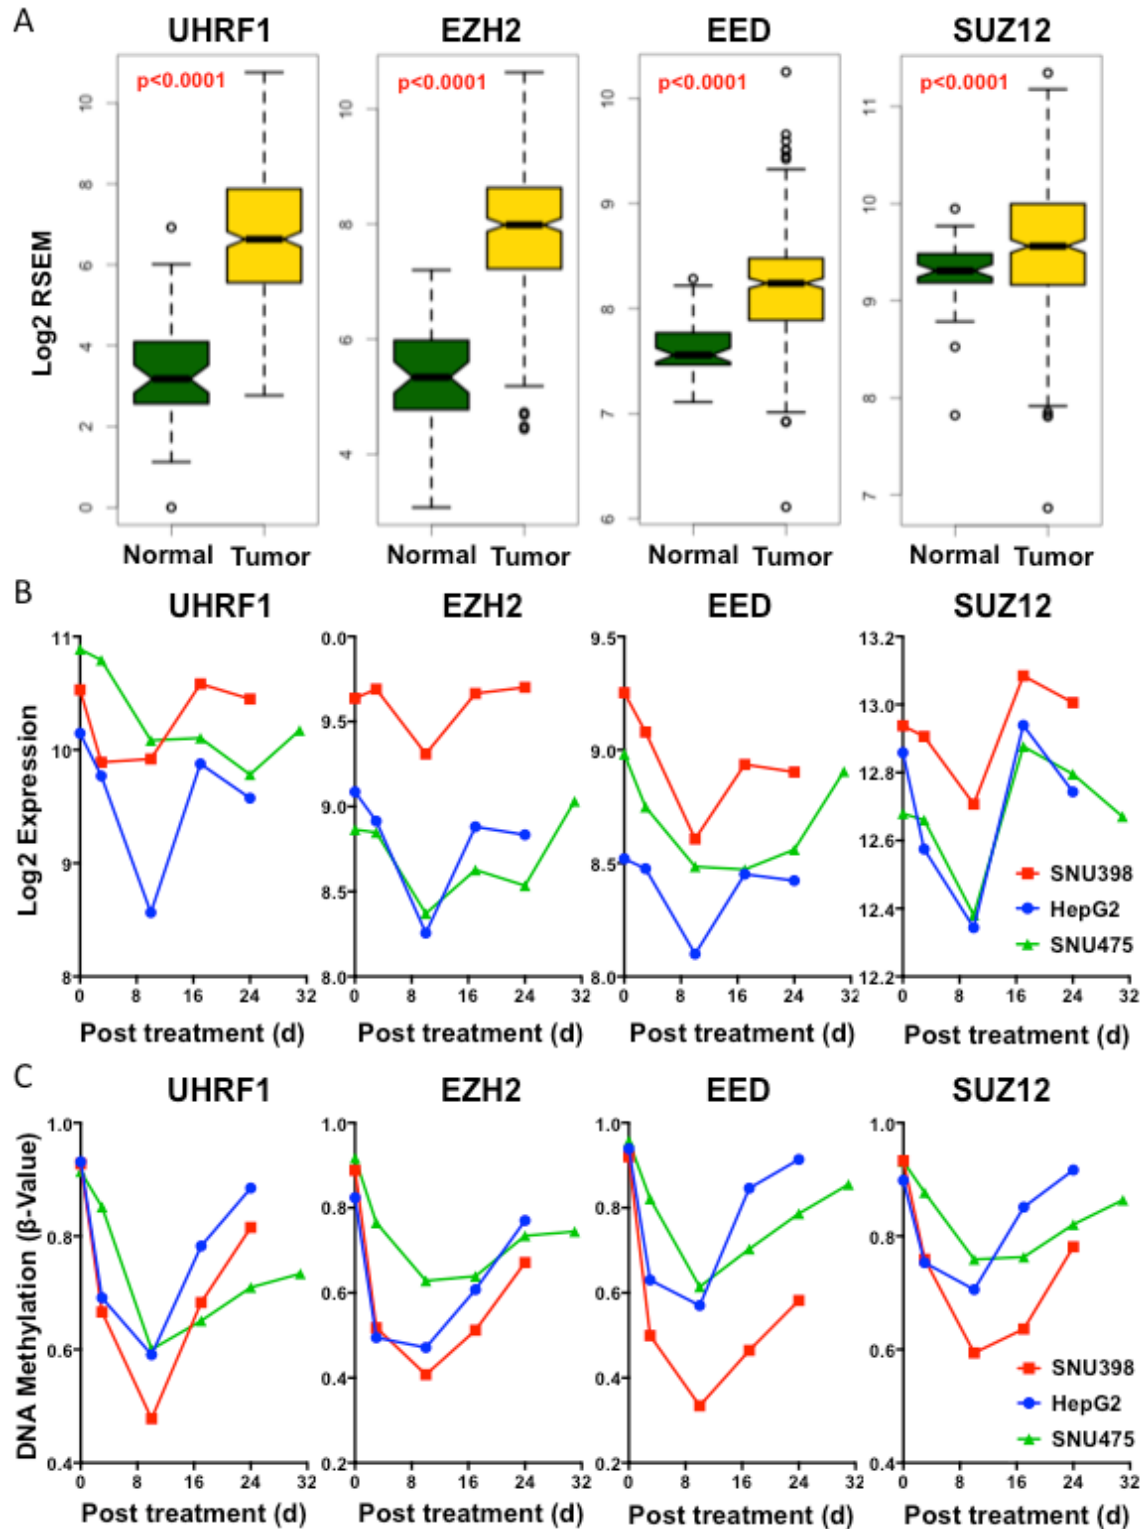 A
UHRF1 EZH2 EED SUZ12
p<0.0001 p<0.0001 p<0.0001 p<0.0001
Log2 RSEM
0 2 4 6 8 10
4 6 8 10
6 7 8 9 10
7 8 9 10 11
Normal Tumor Normal Tumor Normal Tumor Normal Tumor
B
UHRF1 EZH2 EED SUZ12
Log2 Expression
11 10 9 8
0.0 9.5 9.0 8.5 8.0
9.5 9.0 8.5 8.0
13.2 13.0 12.8 12.6 12.4 12.2
SNU398
HepG2
SNU475
0 8 16 24 32 0 8 16 24 32 0 8 16 24 32 0 8 16 24 32
Post treatment (d) Post treatment (d) Post treatment (d) Post treatment (d)
C
UHRF1 EZH2 EED SUZ12
DNA Methylation (β-Value)
1.0 0.8 0.6 0.4
1.0 0.8 0.6 0.4 0.2
1.0 0.8 0.6 0.4 0.2
1.0 0.8 0.6 0.4
SNU398
HepG2
SNU475
0 8 16 24 32 0 8 16 24 32 0 8 16 24 32 0 8 16 24 32
Post treatment (d) Post treatment (d) Post treatment (d) Post treatment (d)